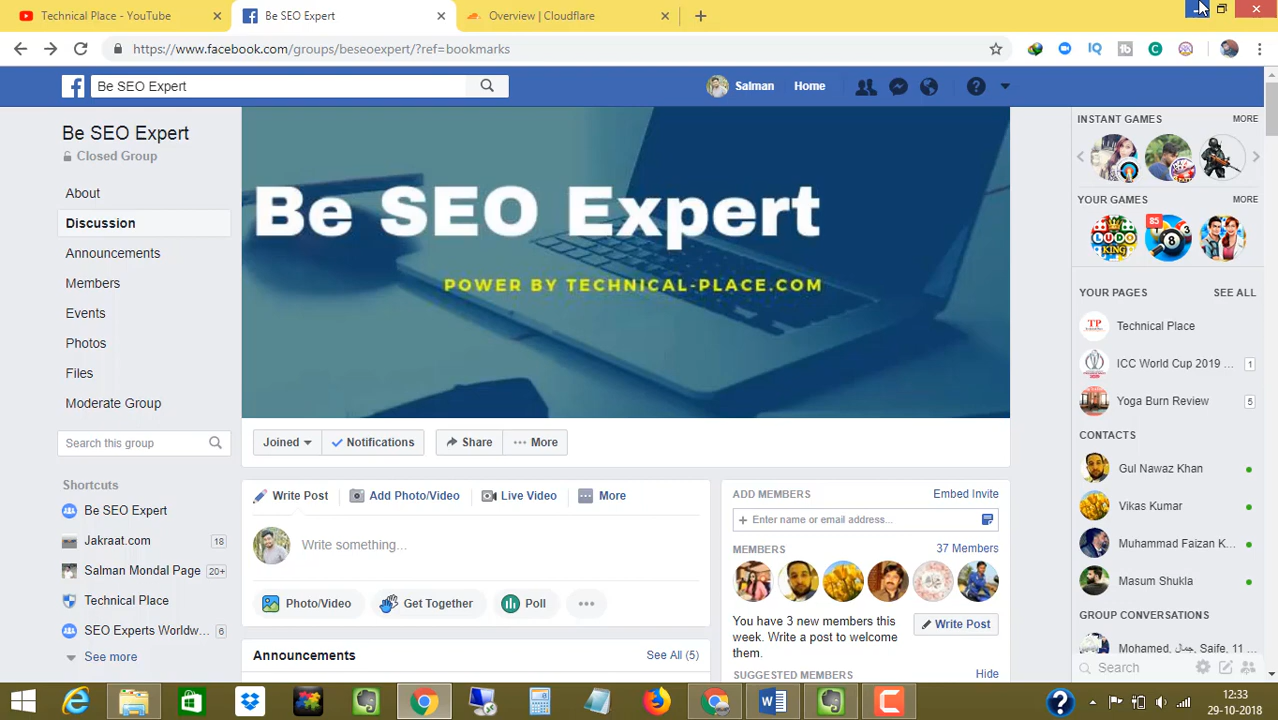 Technical Place - YouTube
Be SEO Expert
Overview | Cloudflare
https://www.facebook.com/groups/beseoexpert/?ref=bookmarks
Be SEO Expert
Salman
Home
Be SEO Expert
Closed Group
About
Discussion
Announcements
Members
Events
Photos
Files
Moderate Group
Search this group
Shortcuts
Be SEO Expert
Jakraat.com 18
Salman Mondal Page 20+
Technical Place
SEO Experts Worldw... 6
See more
Be SEO Expert
POWER BY TECHNICAL-PLACE.COM
Joined
Notifications
Share
More
Write Post
Add Photo/Video
Live Video
More
Write something...
Photo/Video
Get Together
Poll
Announcements
See All (5)
ADD MEMBERS
Embed Invite
Enter name or email address...
MEMBERS
37 Members
You have 3 new members this
week. Write a post to welcome
them.
Write Post
SUGGESTED MEMBERS
Hide
INSTANT GAMES
MORE
YOUR GAMES
MORE
LUDO
KING
85
YOUR PAGES
SEE ALL
TP
Technical Place
ICC World Cup 2019 ... 1
Yoga Burn Review 5
CONTACTS
Gul Nawaz Khan
Vikas Kumar
Muhammad Faizan K...
Masum Shukla
GROUP CONVERSATIONS
Mohamed, جمال, Saife, 11 ...
Search
12:33
29-10-2018